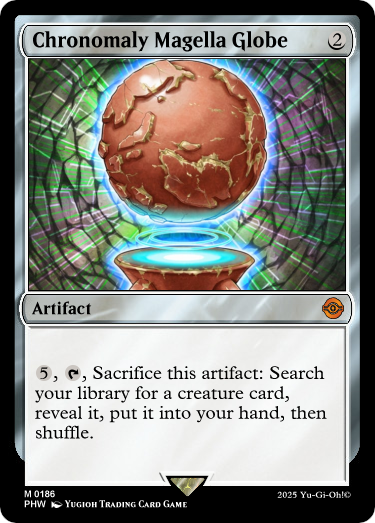 Chronomaly Magella Globe 2
Artifact
5, T, Sacrifice this artifact: Search
your library for a creature card,
reveal it, put it into your hand, then
shuffle.
M 0186
PHW Yugioh Trading Card Game
2025 Yu-Gi-Oh!©